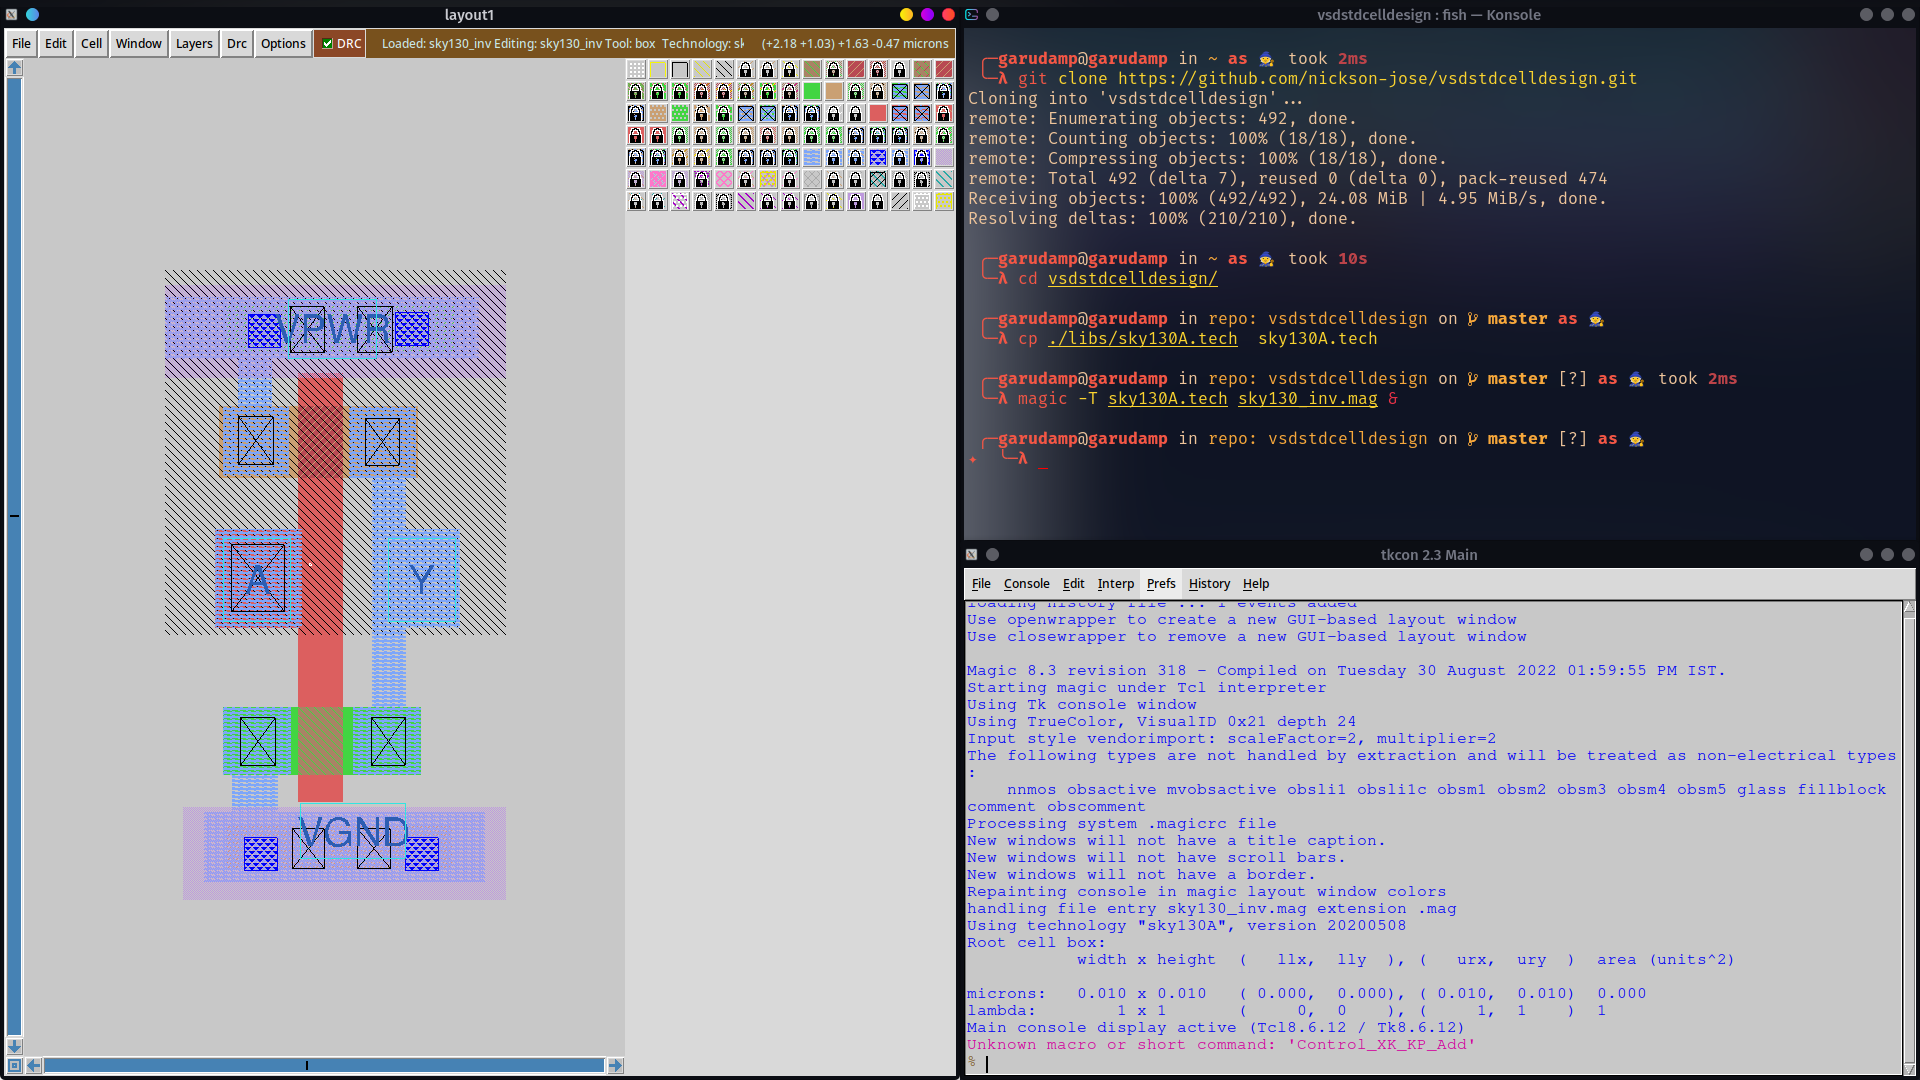 layout1
File Edit Cell Window Layers Drc Options DRC Loaded: sky130_inv Editing: sky130_inv Tool: box Technology: sk (+2.18 +1.03) +1.63 -0.47 microns
VPWR
A Y
VGND
vsdstdcelldesign : fish — Konsole
garudamp@garudamp in ~ as took 2ms
λ git clone https://github.com/nickson-jose/vsdstdcelldesign.git
Cloning into 'vsdstdcelldesign'...
remote: Enumerating objects: 492, done.
remote: Counting objects: 100% (18/18), done.
remote: Compressing objects: 100% (18/18), done.
remote: Total 492 (delta 7), reused 0 (delta 0), pack-reused 474
Receiving objects: 100% (492/492), 24.08 MiB | 4.95 MiB/s, done.
Resolving deltas: 100% (210/210), done.
garudamp@garudamp in ~ as took 10s
λ cd vsdstdcelldesign/
garudamp@garudamp in repo: vsdstdcelldesign on master as
λ cp ./libs/sky130A.tech sky130A.tech
garudamp@garudamp in repo: vsdstdcelldesign on master [?] as took 2ms
λ magic -T sky130A.tech sky130_inv.mag &
garudamp@garudamp in repo: vsdstdcelldesign on master [?] as
λ _
tkcon 2.3 Main
File Console Edit Interp Prefs History Help
loading history file ... 1 events added
Use openwrapper to create a new GUI-based layout window
Use closewrapper to remove a new GUI-based layout window
Magic 8.3 revision 318 - Compiled on Tuesday 30 August 2022 01:59:55 PM IST.
Starting magic under Tcl interpreter
Using Tk console window
Using TrueColor, VisualID 0x21 depth 24
Input style vendorimport: scaleFactor=2, multiplier=2
The following types are not handled by extraction and will be treated as non-electrical types
:
nnmos obsactive mvobsactive obsli1 obsli1c obsm1 obsm2 obsm3 obsm4 obsm5 glass fillblock
comment obscomment
Processing system .magicrc file
New windows will not have a title caption.
New windows will not have scroll bars.
New windows will not have a border.
Repainting console in magic layout window colors
handling file entry sky130_inv.mag extension .mag
Using technology "sky130A", version 20200508
Root cell box:
width x height ( llx, lly ), ( urx, ury ) area (units^2)
microns: 0.010 x 0.010 ( 0.000, 0.000), ( 0.010, 0.010) 0.000
lambda: 1 x 1 ( 0, 0 ), ( 1, 1 ) 1
Main console display active (Tcl8.6.12 / Tk8.6.12)
Unknown macro or short command: 'Control_XK_KP_Add'
%